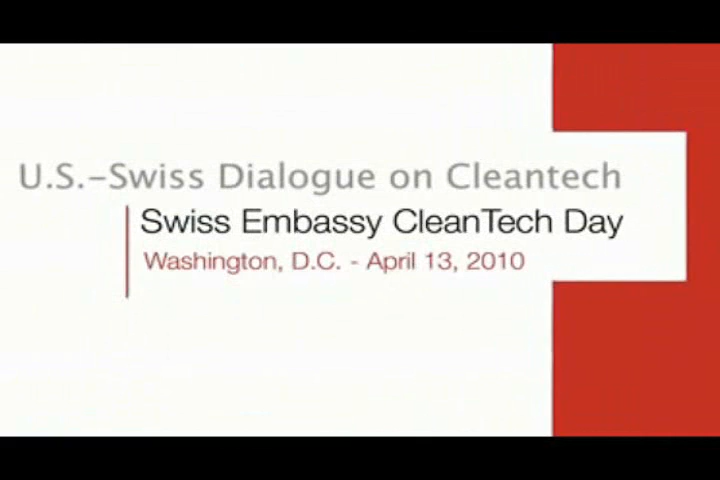 U.S.–Swiss Dialogue on Cleantech
Swiss Embassy CleanTech Day
Washington, D.C. - April 13, 2010